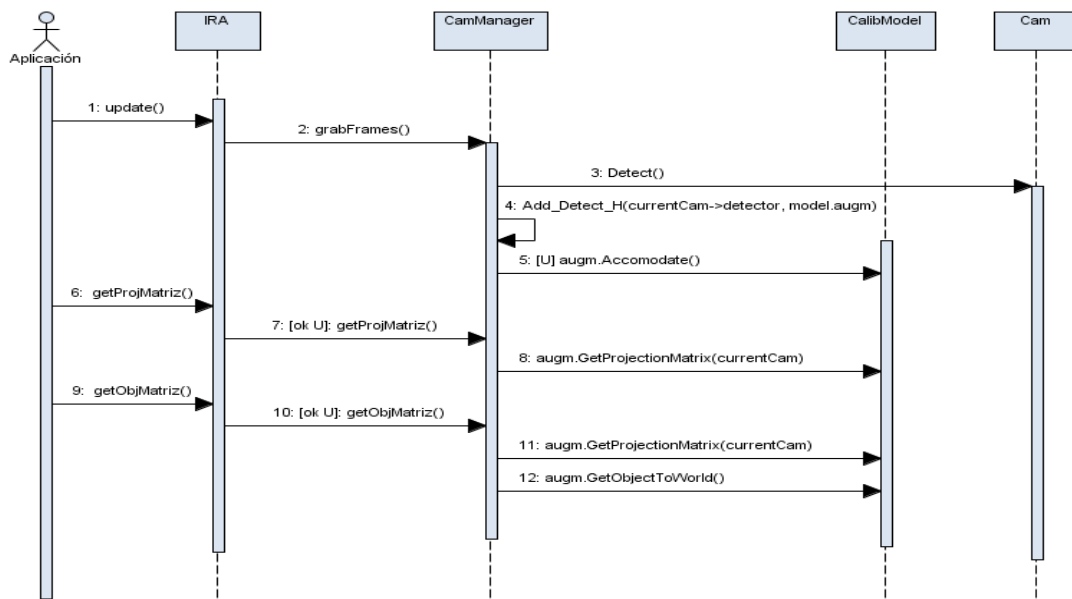 IRA
CamManager
CalibModel
Cam
Aplicación
1: update()
2: grabFrames()
3: Detect()
4: Add_Detect_H(currentCam->detector, model.augm)
5: [U] augm.Accomodate()
6: getProjMatriz()
7: [ok U]: getProjMatriz()
8: augm.GetProjectionMatrix(currentCam)
9: getObjMatriz()
10: [ok U]: getObjMatriz()
11: augm.GetProjectionMatrix(currentCam)
12: augm.GetObjectToWorld()